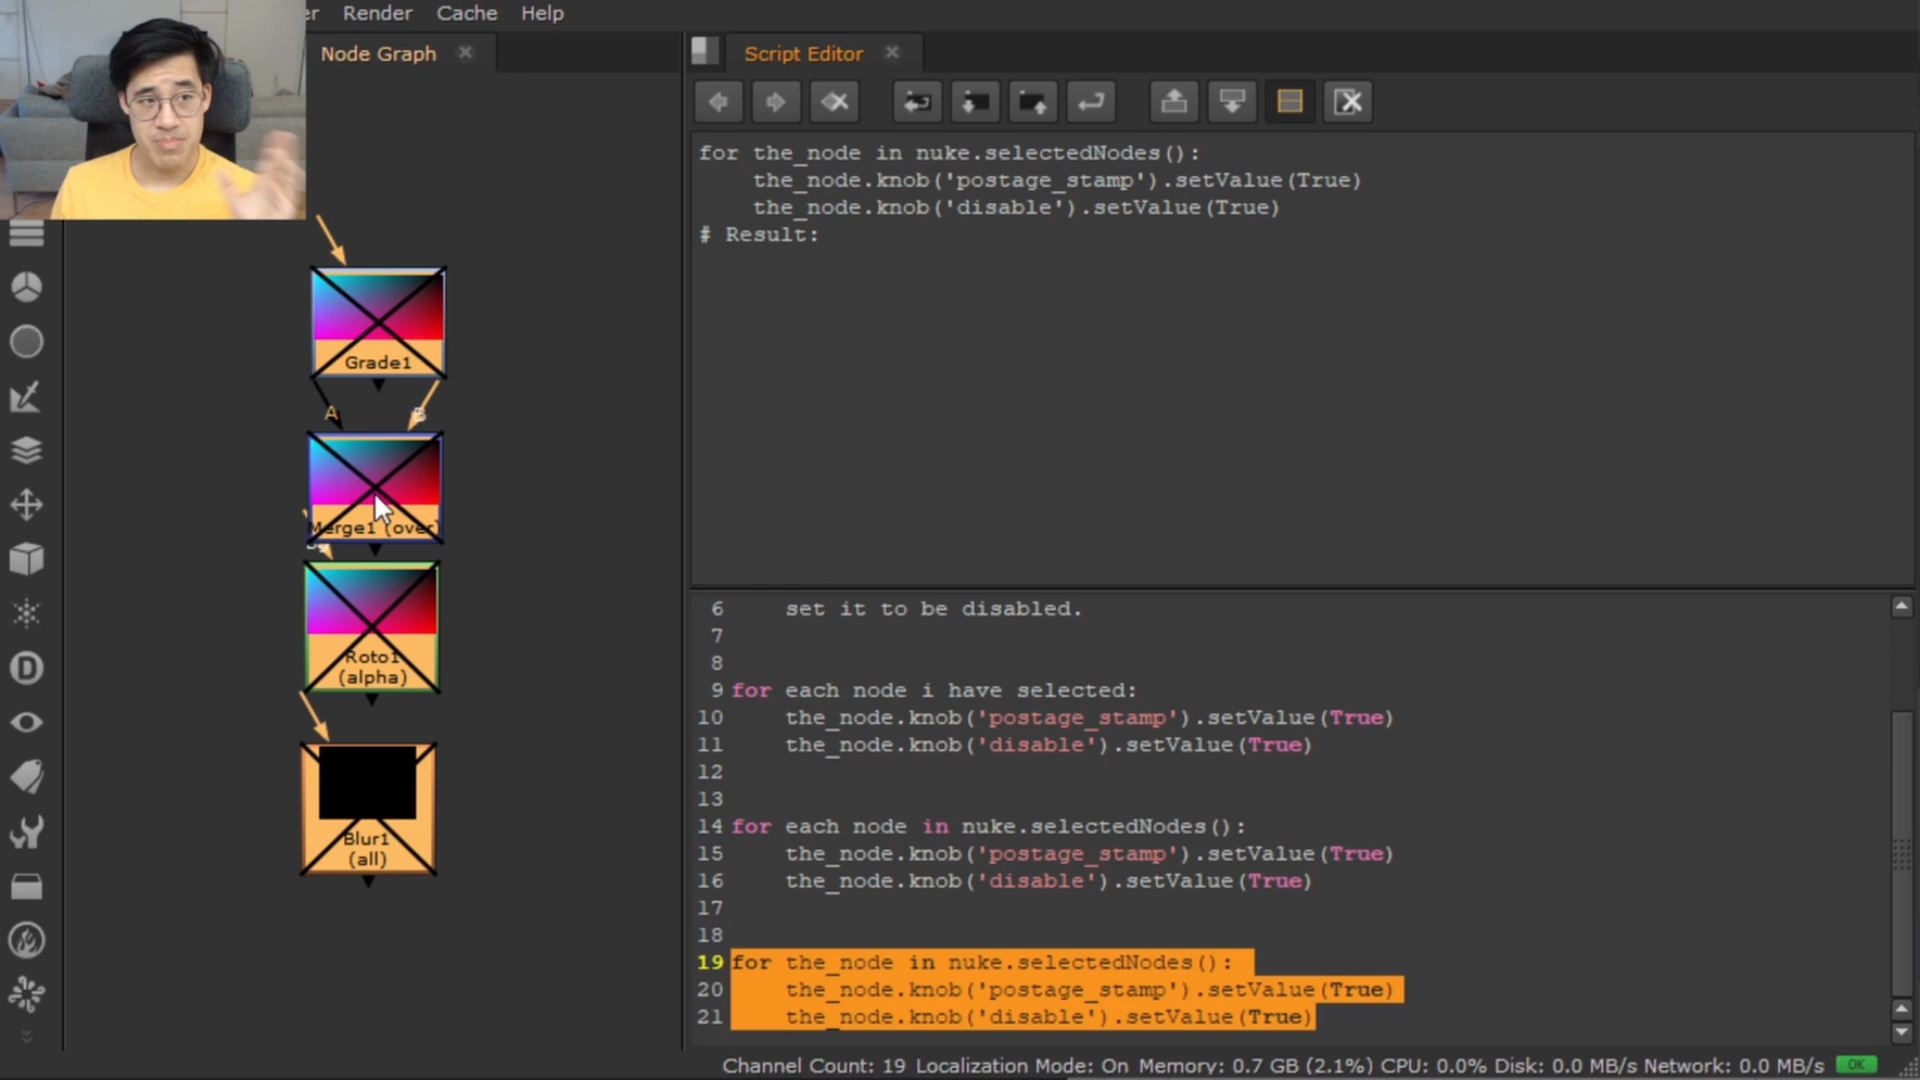 er Render Cache Help
Node Graph
Script Editor
for the_node in nuke.selectedNodes():
    the_node.knob('postage_stamp').setValue(True)
    the_node.knob('disable').setValue(True)
# Result:
Grade1
A
B
Merge1 (over)
Roto1
(alpha)
Blur1
(all)
D
6     set it to be disabled.
7
8
9 for each node i have selected:
10     the_node.knob('postage_stamp').setValue(True)
11     the_node.knob('disable').setValue(True)
12
13
14 for each node in nuke.selectedNodes():
15     the_node.knob('postage_stamp').setValue(True)
16     the_node.knob('disable').setValue(True)
17
18
19 for the_node in nuke.selectedNodes():
20     the_node.knob('postage_stamp').setValue(True)
21     the_node.knob('disable').setValue(True)
Channel Count: 19 Localization Mode: On Memory: 0.7 GB (2.1%) CPU: 0.0% Disk: 0.0 MB/s Network: 0.0 MB/s OK